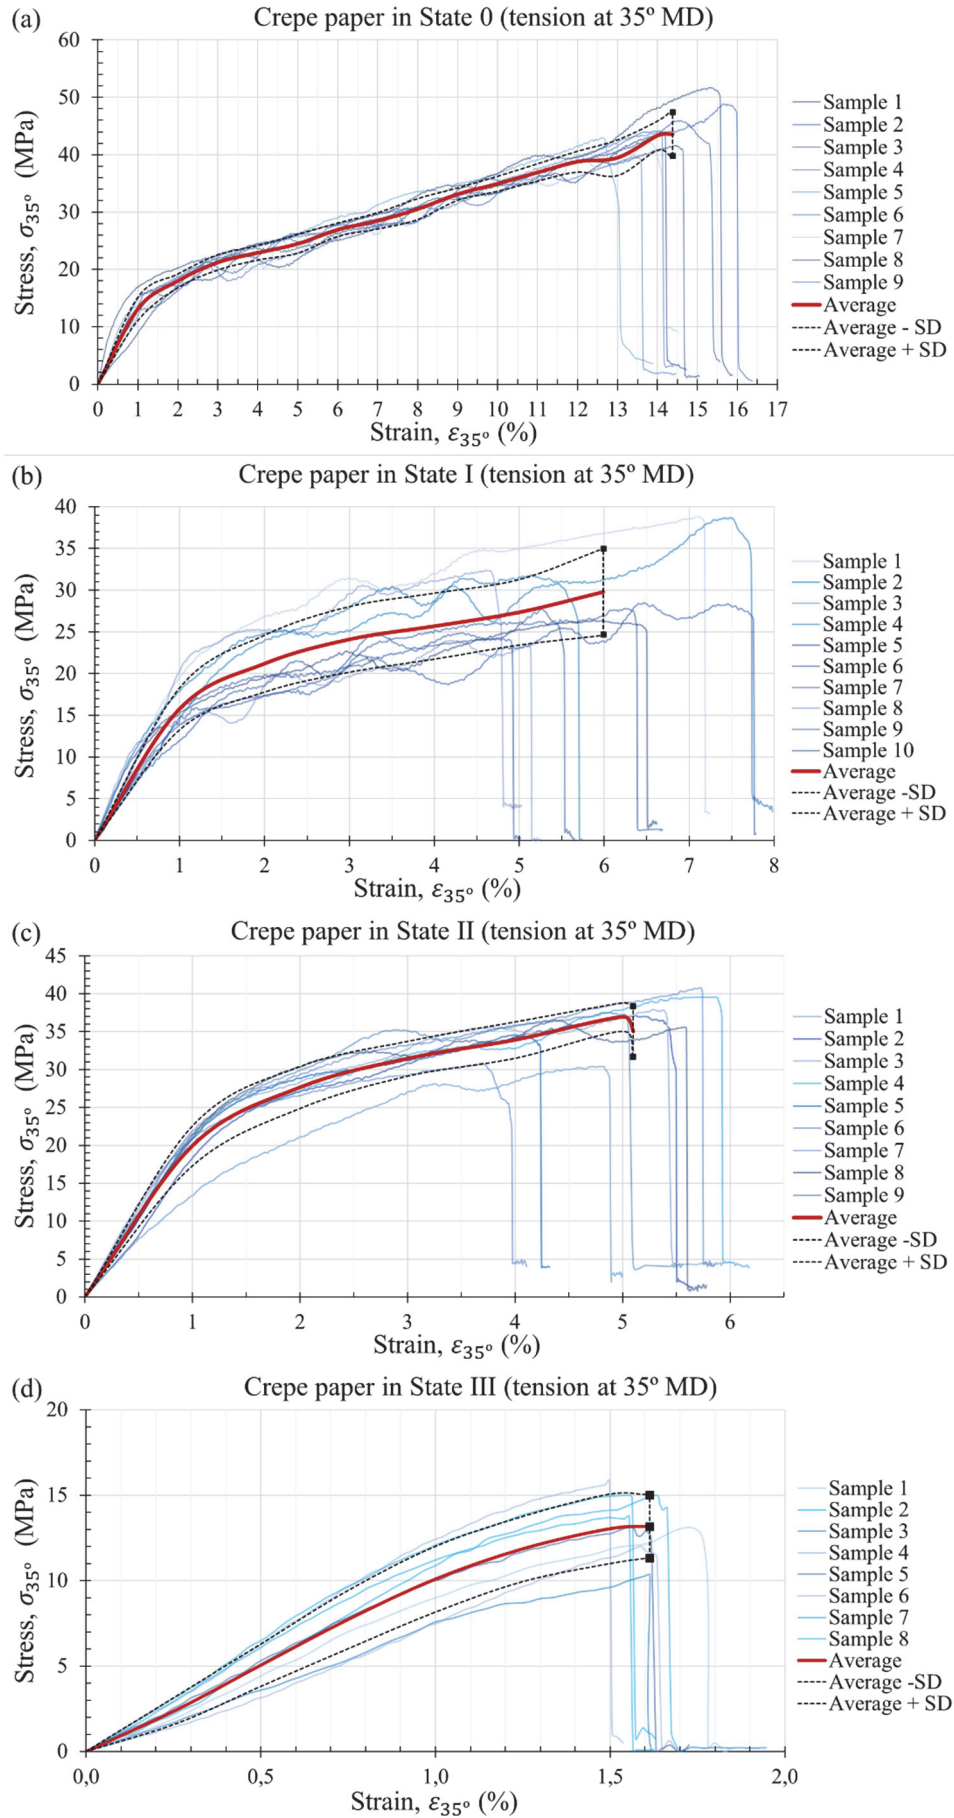 (a)
Crepe paper in State 0 (tension at 35º MD)
60
50
40
30
20
10
0
Stress, σ35º (MPa)
0 1 2 3 4 5 6 7 8 9 10 11 12 13 14 15 16 17
Strain, ε35º (%)
Sample 1
Sample 2
Sample 3
Sample 4
Sample 5
Sample 6
Sample 7
Sample 8
Sample 9
Average
Average - SD
Average + SD
(b)
Crepe paper in State I (tension at 35º MD)
40
35
30
25
20
15
10
5
0
Stress, σ35º (MPa)
0 1 2 3 4 5 6 7 8
Strain, ε35º (%)
Sample 1
Sample 2
Sample 3
Sample 4
Sample 5
Sample 6
Sample 7
Sample 8
Sample 9
Sample 10
Average
Average -SD
Average + SD
(c)
Crepe paper in State II (tension at 35º MD)
45
40
35
30
25
20
15
10
5
0
Stress, σ35º (MPa)
0 1 2 3 4 5 6
Strain, ε35º (%)
Sample 1
Sample 2
Sample 3
Sample 4
Sample 5
Sample 6
Sample 7
Sample 8
Sample 9
Average
Average -SD
Average + SD
(d)
Crepe paper in State III (tension at 35º MD)
20
15
10
5
0
Stress, σ35º (MPa)
0,0 0,5 1,0 1,5 2,0
Strain, ε35º (%)
Sample 1
Sample 2
Sample 3
Sample 4
Sample 5
Sample 6
Sample 7
Sample 8
Average
Average -SD
Average + SD